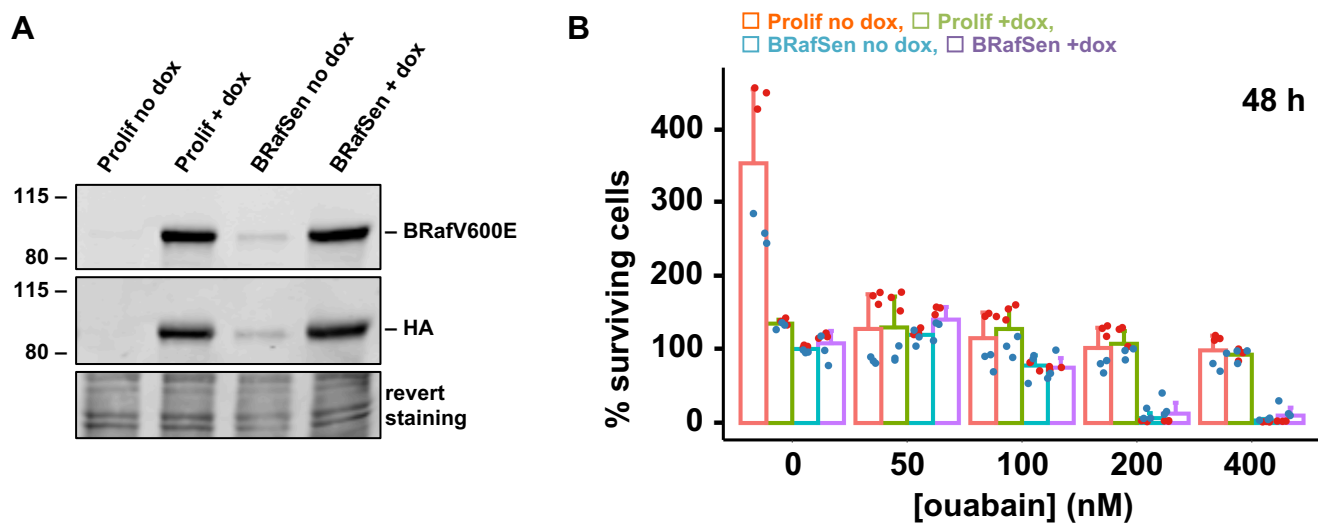 A
Prolif no dox
Prolif + dox
BRafSen no dox
BRafSen + dox
115 –
– BRafV600E
80 –
115 –
– HA
80 –
revert
staining
B
Prolif no dox, Prolif +dox,
BRafSen no dox, BRafSen +dox
48 h
% surviving cells
400
300
200
100
0
0 50 100 200 400
[ouabain] (nM)